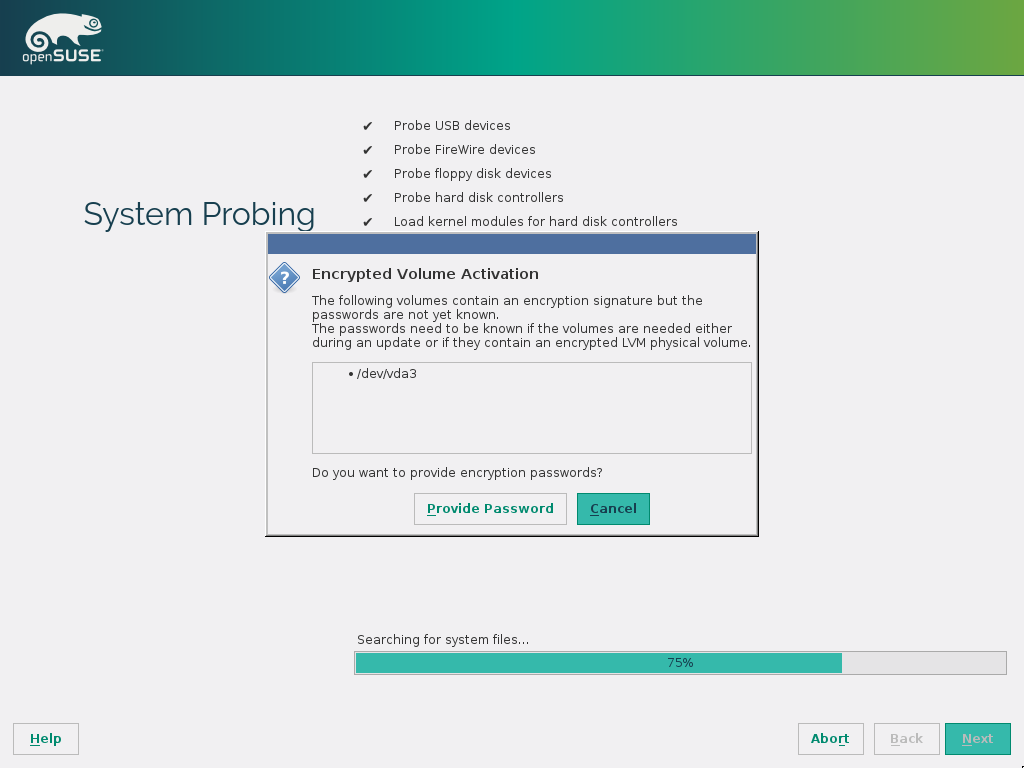 openSUSE
✔ Probe USB devices
✔ Probe FireWire devices
✔ Probe floppy disk devices
✔ Probe hard disk controllers
✔ Load kernel modules for hard disk controllers
System Probing
?
Encrypted Volume Activation
The following volumes contain an encryption signature but the
passwords are not yet known.
The passwords need to be known if the volumes are needed either
during an update or if they contain an encrypted LVM physical volume.
• /dev/vda3
Do you want to provide encryption passwords?
Provide Password Cancel
Searching for system files...
75%
Help Abort Back Next